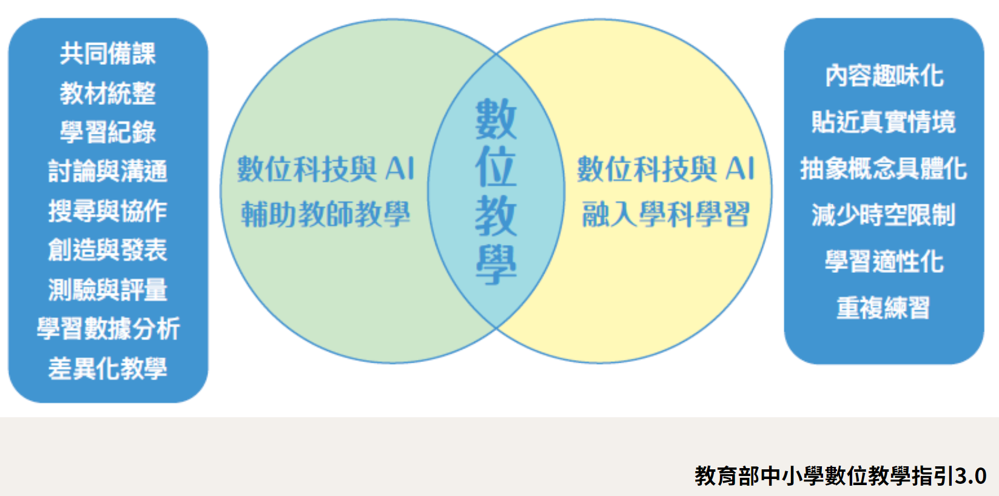 共同備課
教材統整
學習紀錄
討論與溝通
搜尋與協作
創造與發表
測驗與評量
學習數據分析
差異化教學
數位科技與 AI
輔助教師教學
數位教學
數位科技與 AI
融入學科學習
內容趣味化
貼近真實情境
抽象概念具體化
減少時空限制
學習適性化
重複練習
教育部中小學數位教學指引3.0